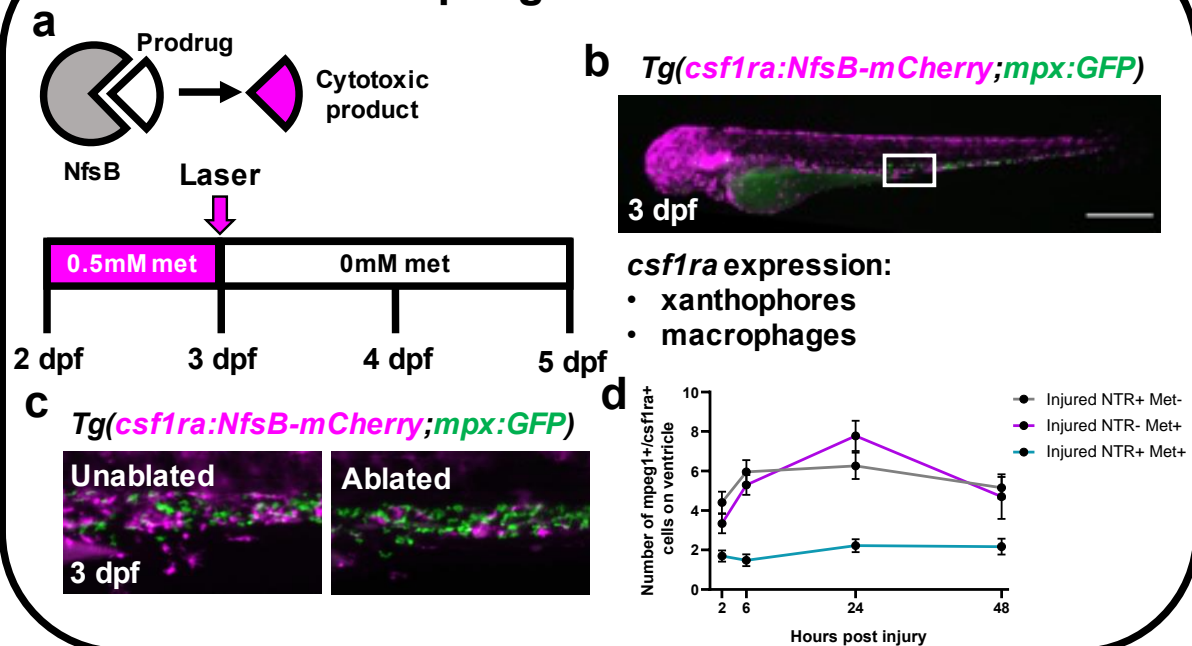 a
Prodrug
Cytotoxic
product
NfsB
Laser
0.5mM met
0mM met
2 dpf
3 dpf
4 dpf
5 dpf
b
Tg(csf1ra:NfsB-mCherry;mpx:GFP)
3 dpf
csf1ra expression:
• xanthophores
• macrophages
c
Tg(csf1ra:NfsB-mCherry;mpx:GFP)
Unablated
3 dpf
Ablated
d
Number of mpeg1+/csf1ra+
cells on ventricle
10
8
6
4
2
0
2
6
24
48
Hours post injury
Injured NTR+ Met-
Injured NTR- Met+
Injured NTR+ Met+